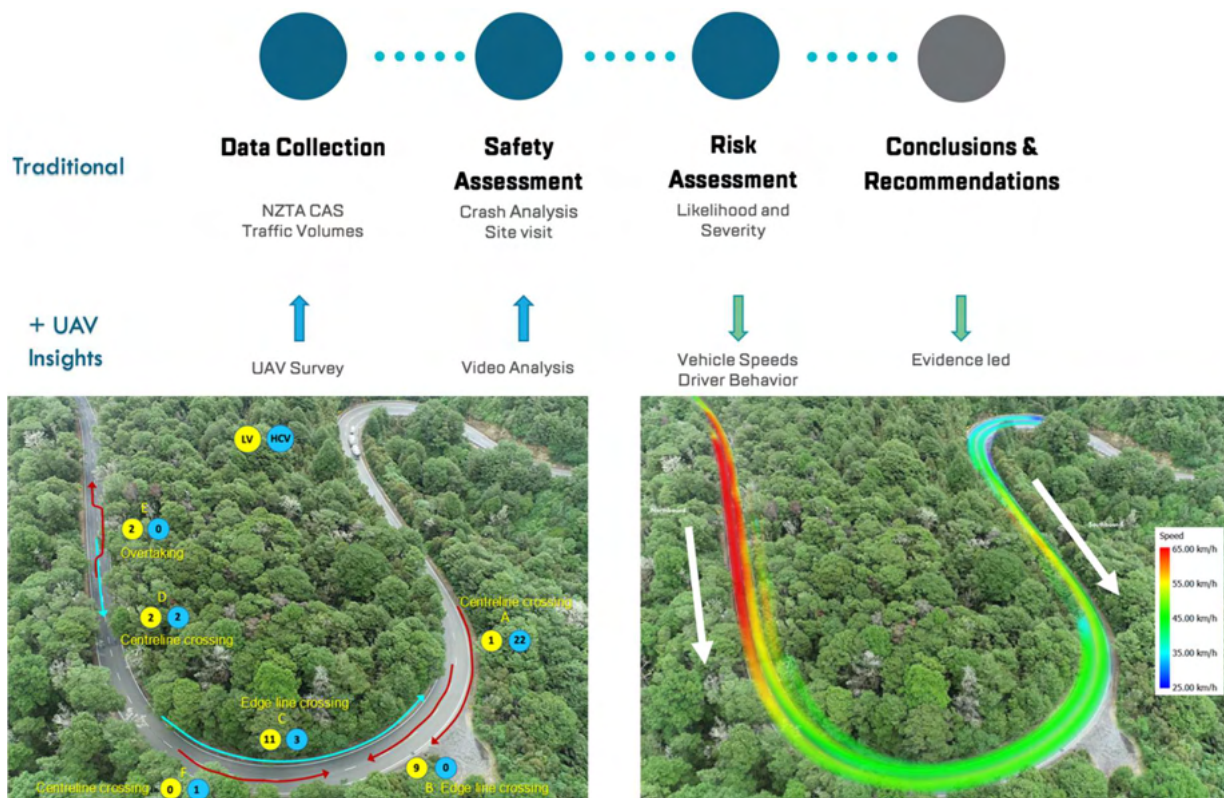 Data Collection
Safety
Assessment
Risk
Assessment
Conclusions &
Recommendations
Traditional
NZTA CAS
Traffic Volumes
Crash Analysis
Site visit
Likelihood and
Severity
+ UAV
Insights
UAV Survey
Video Analysis
Vehicle Speeds
Driver Behavior
Evidence led
LV
HCV
E
2
0
Overtaking
D
2
2
Centreline crossing
Centreline crossing
A
1
22
Edge line crossing
C
11
3
9
0
B Edge line crossing
F
Centreline crossing
0
1
Speed
65.00 km/h
55.00 km/h
45.00 km/h
35.00 km/h
25.00 km/h